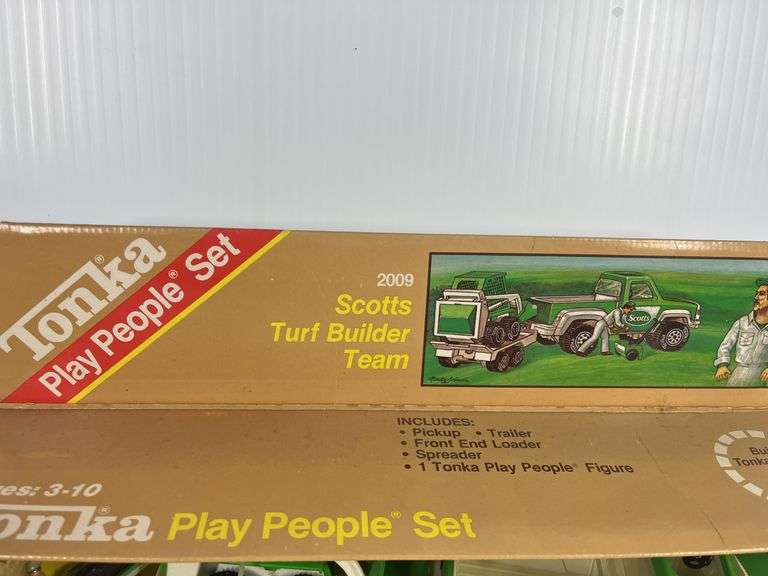 Tonka
Play People® Set
2009
Scotts
Turf Builder
Team
Scotts
INCLUDES:
• Pickup • Trailer
• Front End Loader
• Spreader
• 1 Tonka Play People® Figure
3-10
Tonka Play People® Set